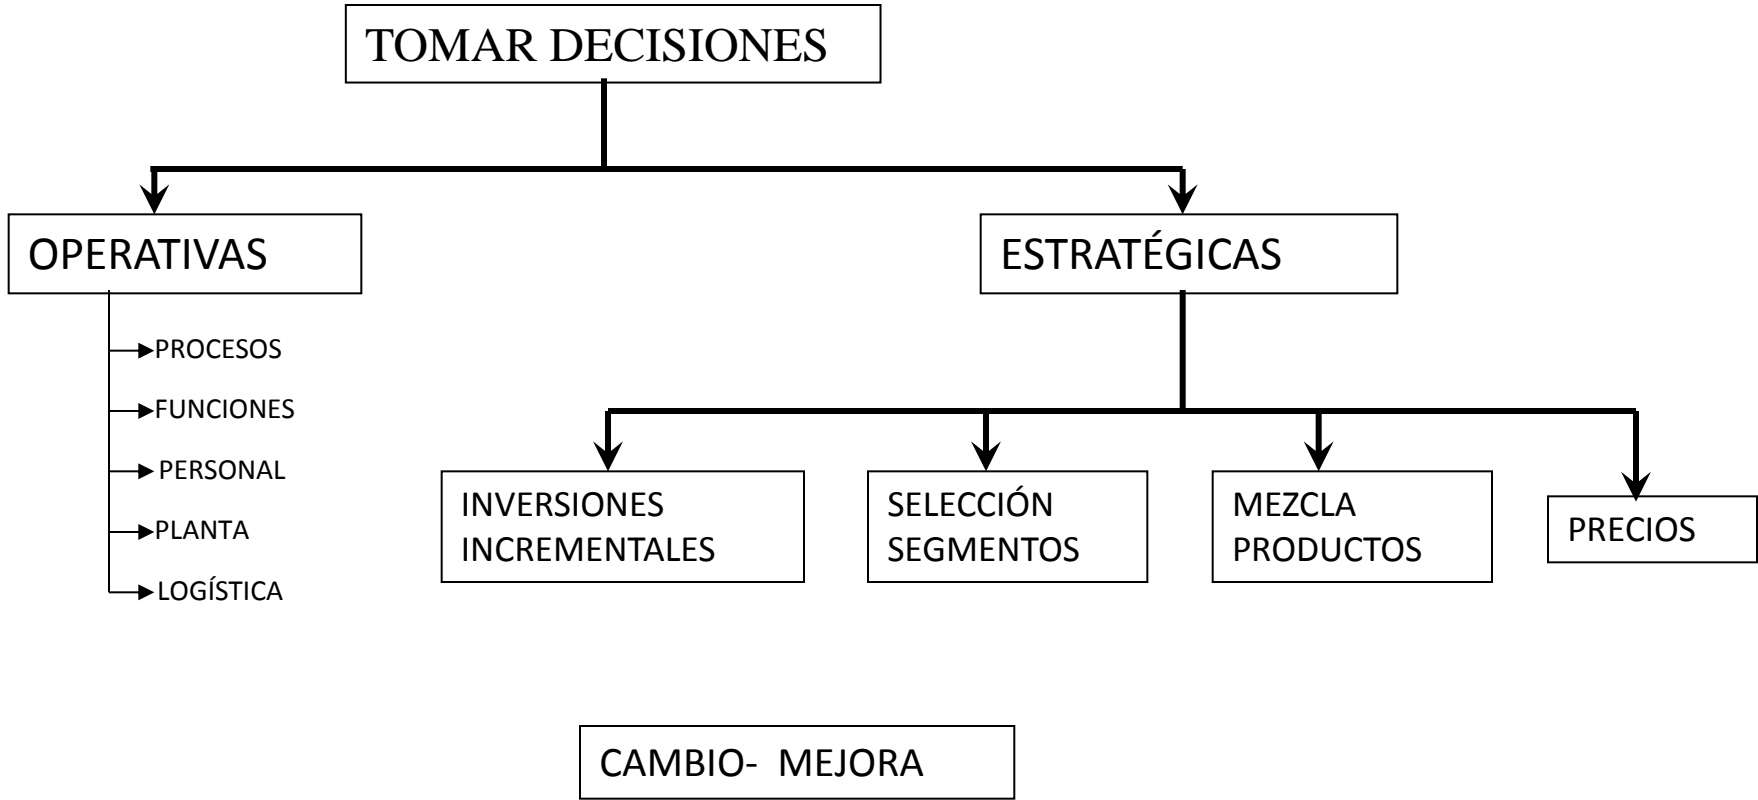 TOMAR DECISIONES
OPERATIVAS
ESTRATÉGICAS
PROCESOS
FUNCIONES
PERSONAL
PLANTA
LOGÍSTICA
INVERSIONES
INCREMENTALES
SELECCIÓN
SEGMENTOS
MEZCLA
PRODUCTOS
PRECIOS
CAMBIO- MEJORA